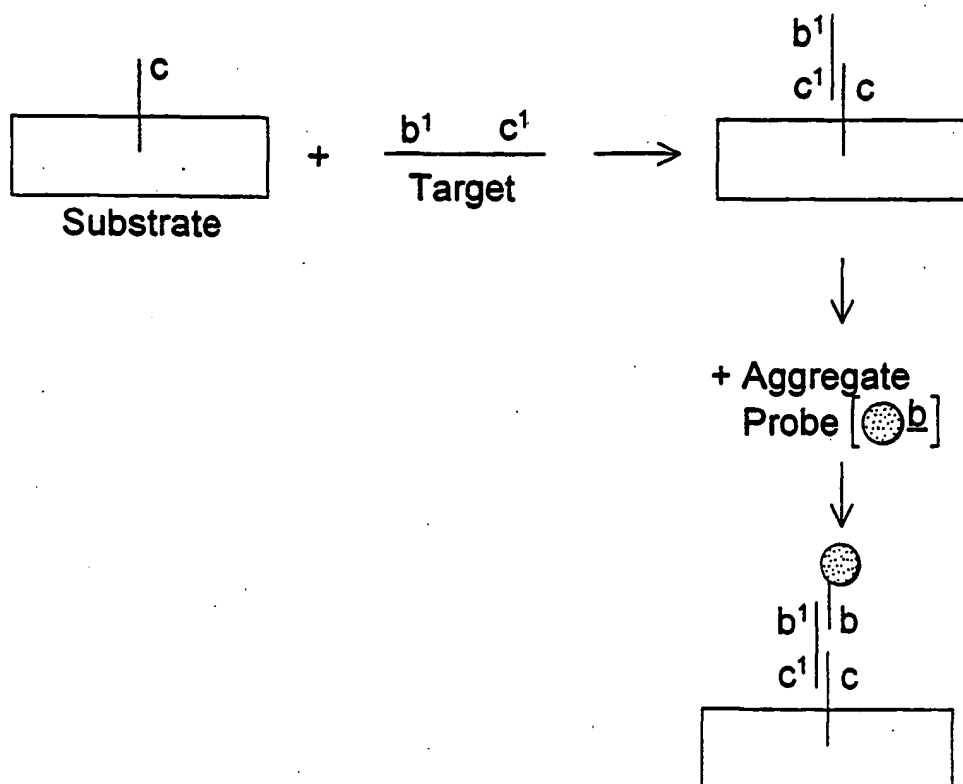 c
Substrate
+
b¹ c¹
Target
b¹
c¹ c
+ Aggregate
Probe [b]
b¹ b
c¹ c